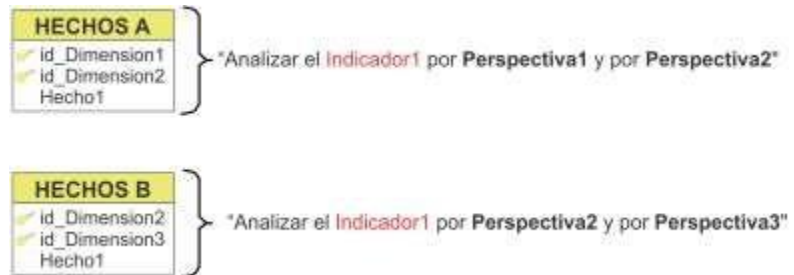 HECHOS A
id_Dimension1
id_Dimension2
Hecho1
"Analizar el Indicador1 por Perspectiva1 y por Perspectiva2"
HECHOS B
id_Dimension2
id_Dimension3
Hecho1
"Analizar el Indicador1 por Perspectiva2 y por Perspectiva3"